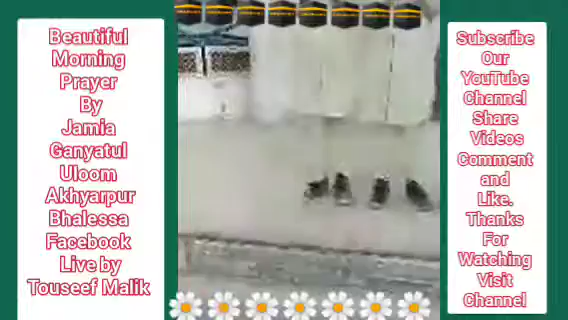 Beautiful
Morning
Prayer
By
Jamia
Ganyatul
Uloom
Akhyarpur
Bhalessa
Facebook
Live by
Touseef Malik
Subscribe
Our
YouTube
Channel
Share
Videos
Comment
and
Like.
Thanks
For
Watching
Visit
Channel